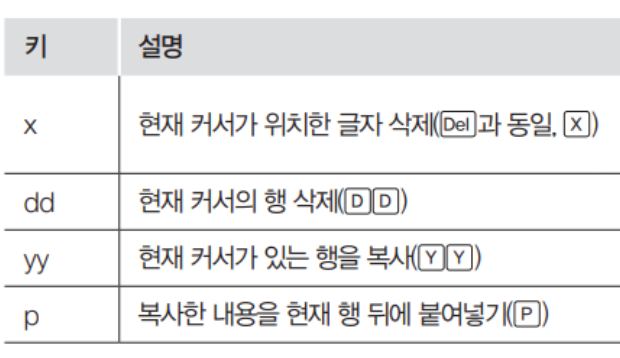 키 설명
x 현재 커서가 위치한 글자 삭제(Del과 동일, X)
dd 현재 커서의 행 삭제(DD)
yy 현재 커서가 있는 행을 복사(YY)
p 복사한 내용을 현재 행 뒤에 붙여넣기(P)